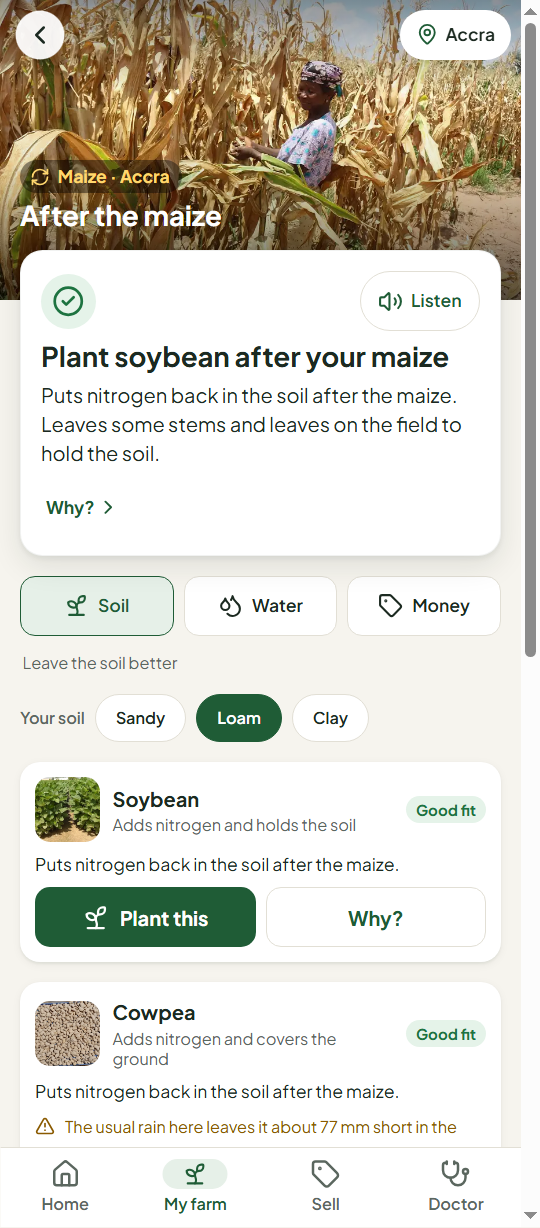 Accra
Maize · Accra
After the maize
Listen
Plant soybean after your maize
Puts nitrogen back in the soil after the maize.
Leaves some stems and leaves on the field to
hold the soil.
Why?
Soil
Water
Money
Leave the soil better
Your soil
Sandy
Loam
Clay
Soybean
Adds nitrogen and holds the soil
Good fit
Puts nitrogen back in the soil after the maize.
Plant this
Why?
Cowpea
Adds nitrogen and covers the
ground
Good fit
Puts nitrogen back in the soil after the maize.
The usual rain here leaves it about 77 mm short in the
Home
My farm
Sell
Doctor